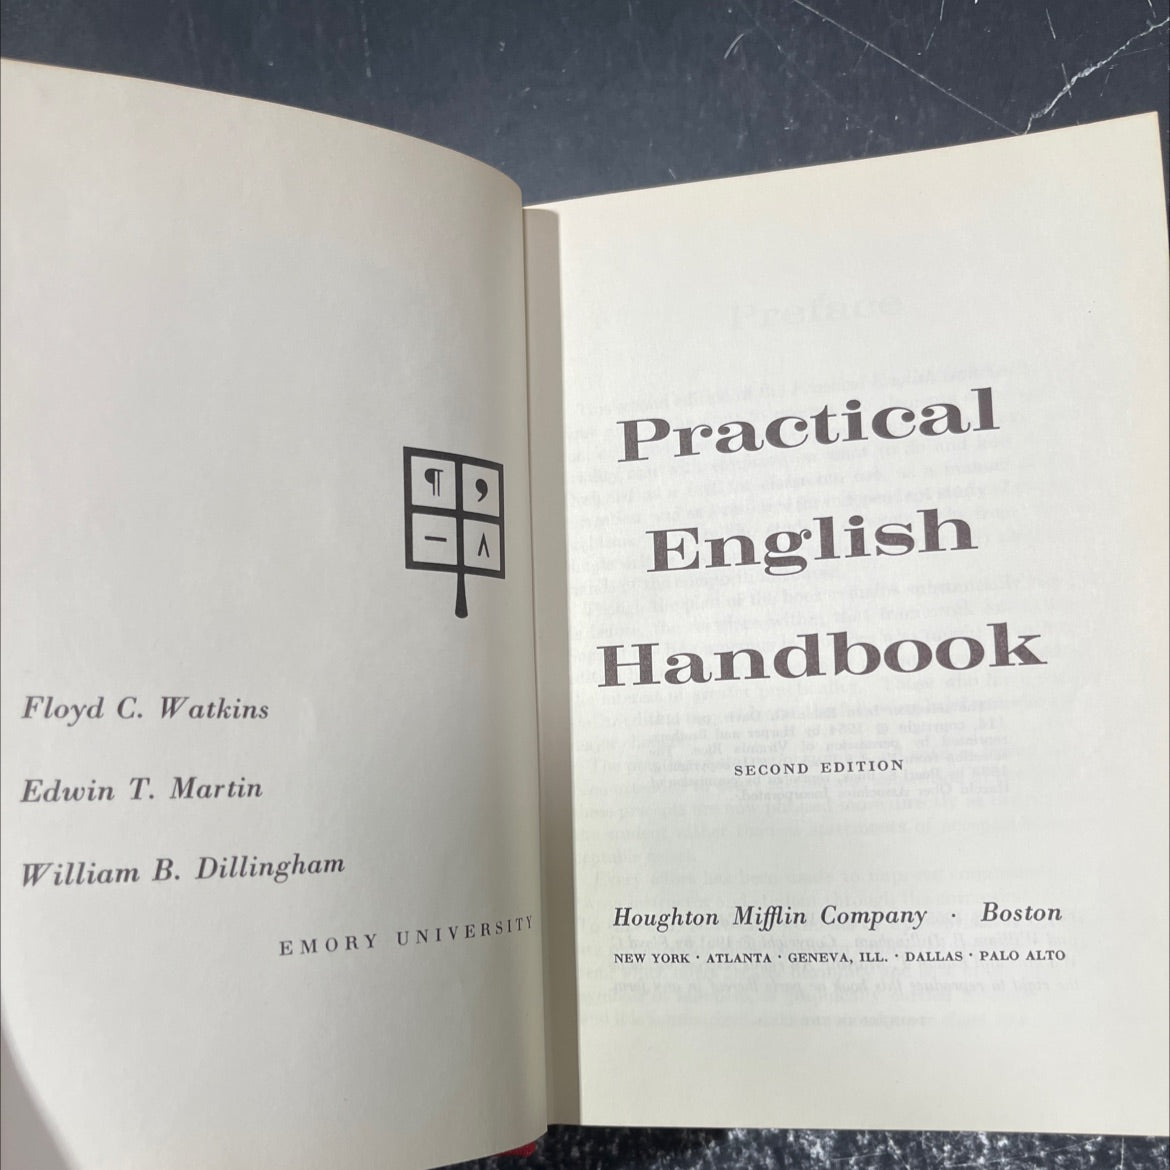 ¶ ,
– ^
Floyd C. Watkins
Edwin T. Martin
William B. Dillingham
EMORY UNIVERSITY
Preface
Practical
English
Handbook
SECOND EDITION
Houghton Mifflin Company · Boston
NEW YORK · ATLANTA · GENEVA, ILL. · DALLAS · PALO ALTO